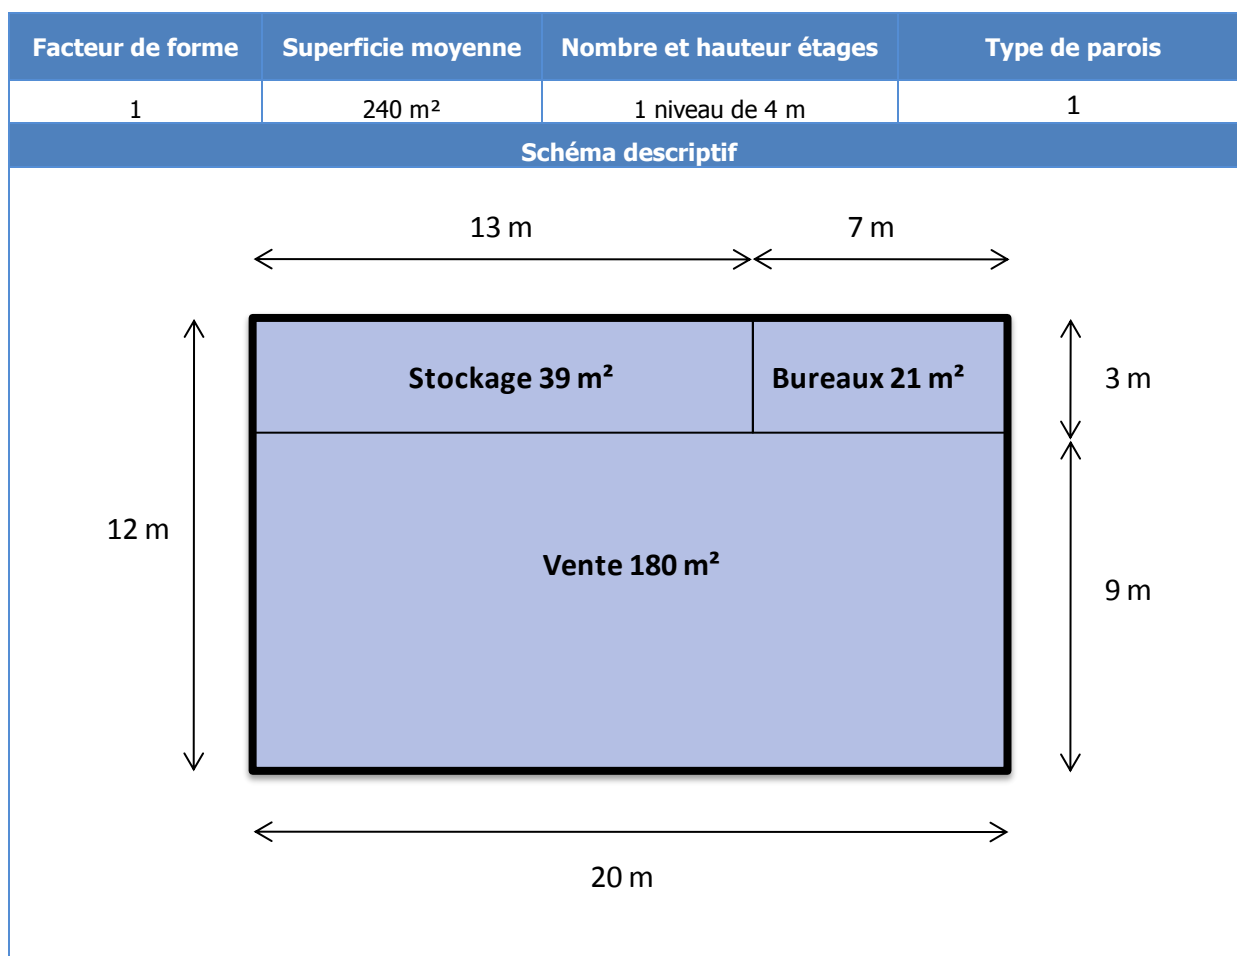 Facteur de forme Superficie moyenne Nombre et hauteur étages Type de parois
1 240 m² 1 niveau de 4 m 1
Schéma descriptif
13 m 7 m
Stockage 39 m² Bureaux 21 m² 3 m
12 m
Vente 180 m²
9 m
20 m